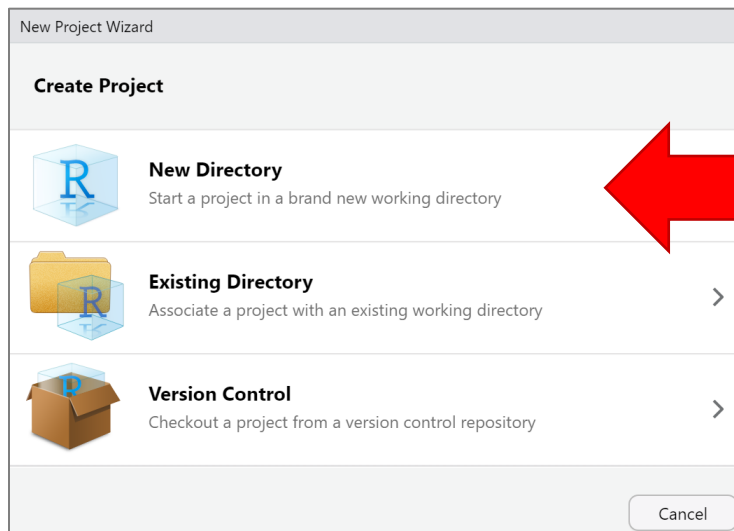 New Project Wizard
Create Project
R
New Directory
Start a project in a brand new working directory
R
Existing Directory
Associate a project with an existing working directory
R
Version Control
Checkout a project from a version control repository
Cancel